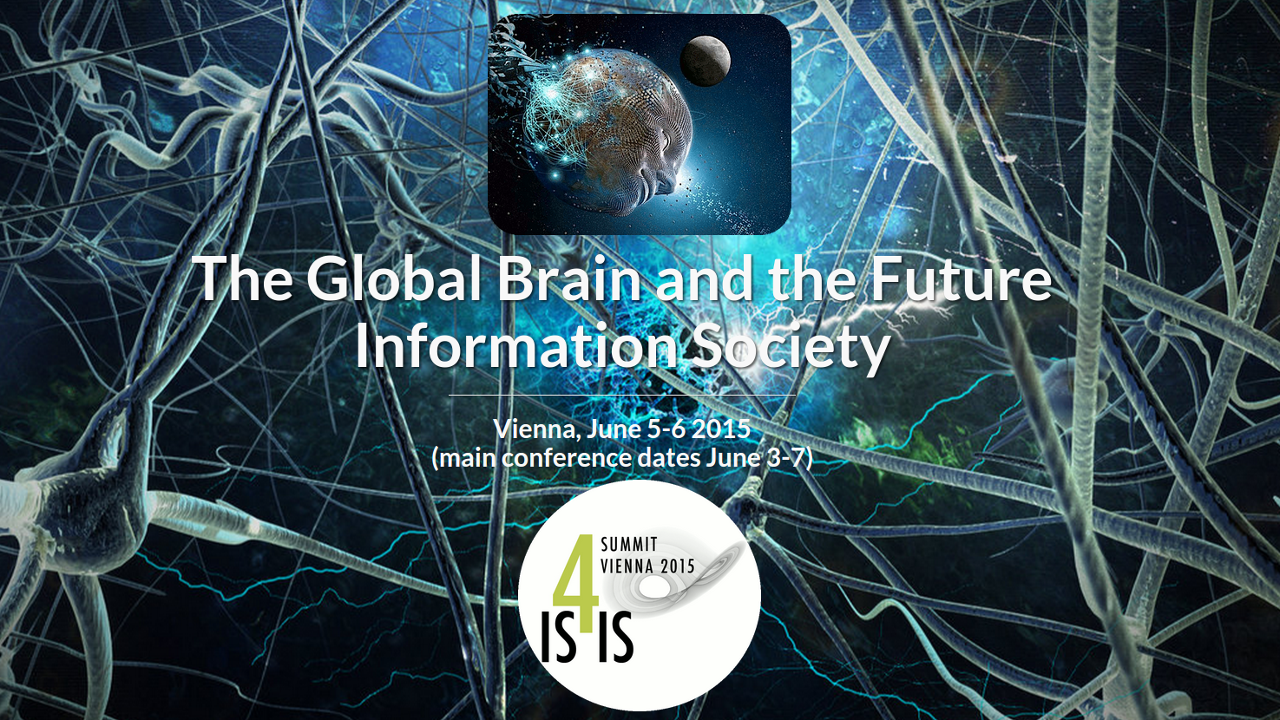 The Global Brain and the Future
Information Society
Vienna, June 5-6 2015
(main conference dates June 3-7)
4
SUMMIT
VIENNA 2015
IS IS